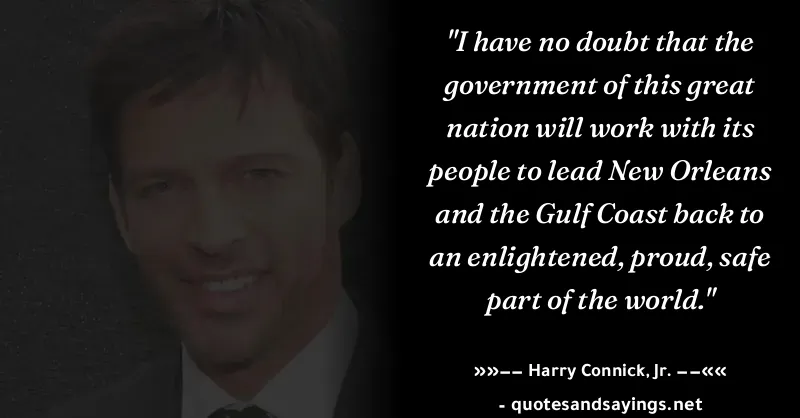 "I have no doubt that the
government of this great
nation will work with its
people to lead New Orleans
and the Gulf Coast back to
an enlightened, proud, safe
part of the world."
»»–– Harry Connick, Jr. ––««
- quotesandsayings.net